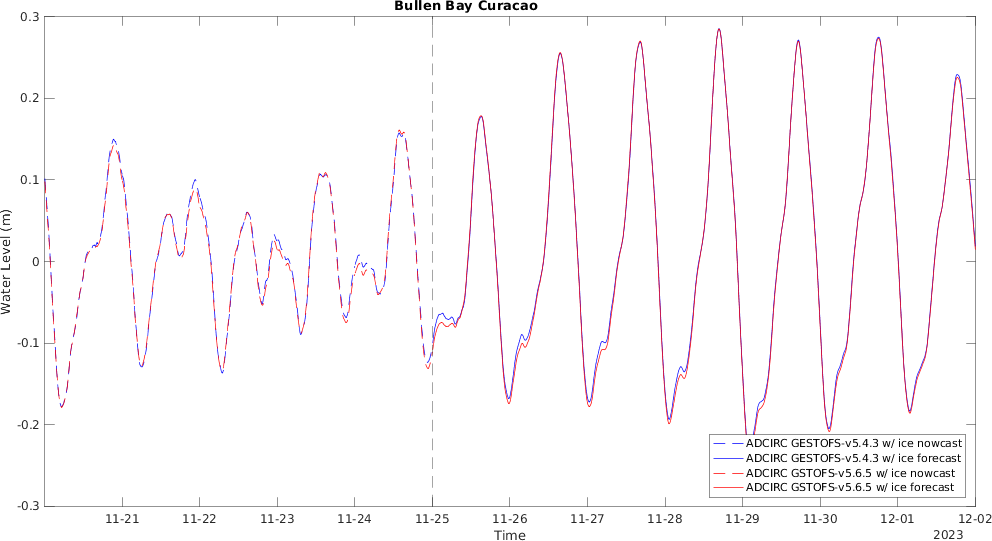 Bullen Bay Curacao
Water Level (m)
0.3
0.2
0.1
0
-0.1
-0.2
-0.3
ADCIRC GESTOFS-v5.4.3 w/ ice nowcast
ADCIRC GESTOFS-v5.4.3 w/ ice forecast
ADCIRC GSTOFS-v5.6.5 w/ ice nowcast
ADCIRC GSTOFS-v5.6.5 w/ ice forecast
11-21 11-22 11-23 11-24 11-25 11-26 11-27 11-28 11-29 11-30 12-01 12-02
Time
2023